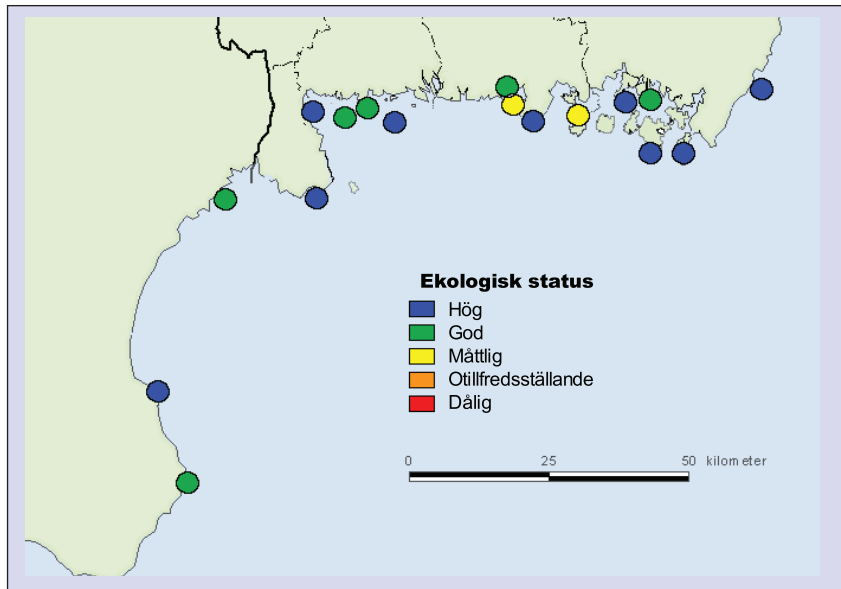 Ekologisk status
Hög
God
Måttlig
Otillfredsställande
Dålig
0 25 50 kilometer